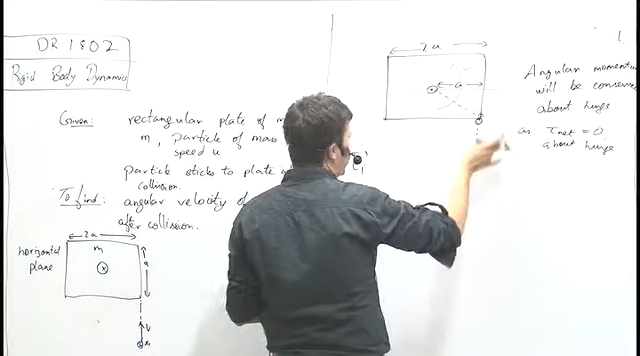 DR 1802
Rigid Body Dynamics
Given: rectangular plate of
m, particle of mass
speed u
particle sticks to plate
collision.
To find: angular velocity of
after collision.
2a
horizontal
plane
m
a
u
m
2a
a
1
Angular momentum
will be conserved
about hinge
as τnet = 0
about hinge